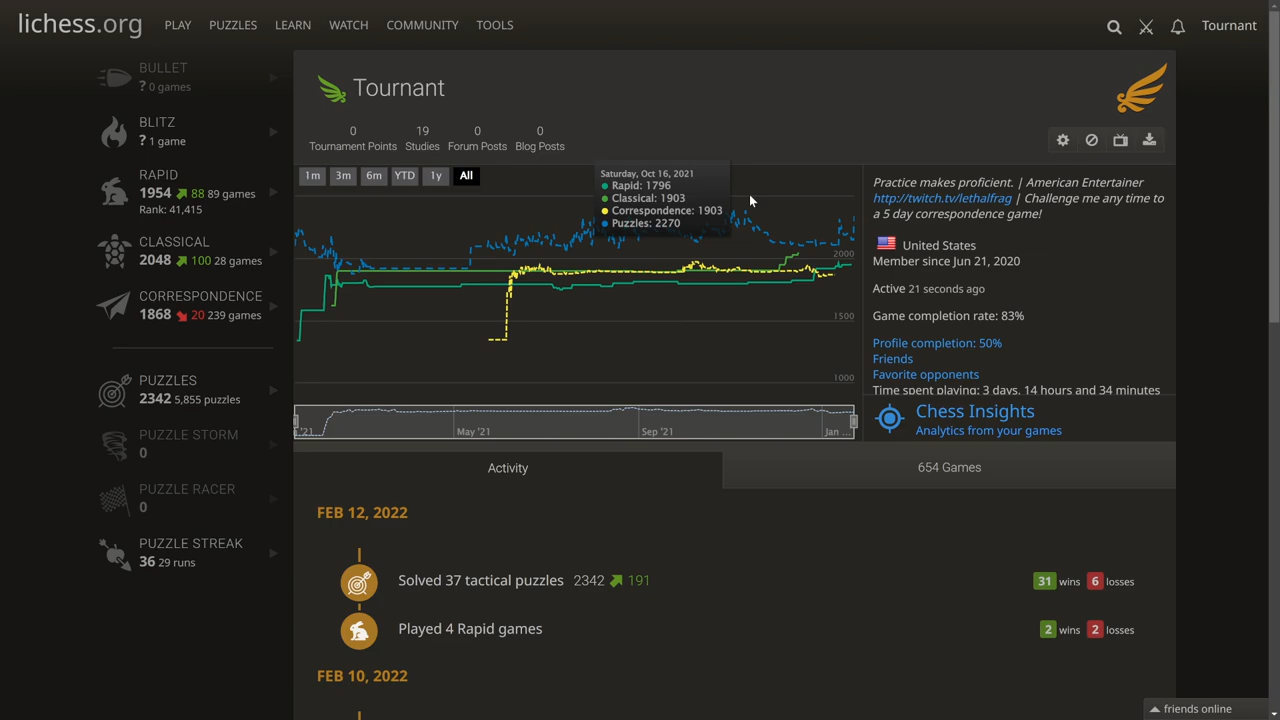 lichess.org
PLAY
PUZZLES
LEARN
WATCH
COMMUNITY
TOOLS
Tournant
BULLET
? 0 games
BLITZ
? 1 game
RAPID
1954 88 89 games
Rank: 41,415
CLASSICAL
2048 100 28 games
CORRESPONDENCE
1868 20 239 games
PUZZLES
2342 5,855 puzzles
PUZZLE STORM
0
PUZZLE RACER
0
PUZZLE STREAK
36 29 runs
Tournant
0
Tournament Points
19
Studies
0
Forum Posts
0
Blog Posts
1m
3m
6m
YTD
1y
All
Saturday, Oct 16, 2021
Rapid: 1796
Classical: 1903
Correspondence: 1903
Puzzles: 2270
2000
1500
1000
'21
May '21
Sep '21
Jan ...
Practice makes proficient. | American Entertainer
http://twitch.tv/lethalfrag | Challenge me any time to
a 5 day correspondence game!
United States
Member since Jun 21, 2020
Active 21 seconds ago
Game completion rate: 83%
Profile completion: 50%
Friends
Favorite opponents
Time spent playing: 3 days, 14 hours and 34 minutes
Chess Insights
Analytics from your games
Activity
654 Games
FEB 12, 2022
Solved 37 tactical puzzles 2342 191
31 wins 6 losses
Played 4 Rapid games
2 wins 2 losses
FEB 10, 2022
friends online